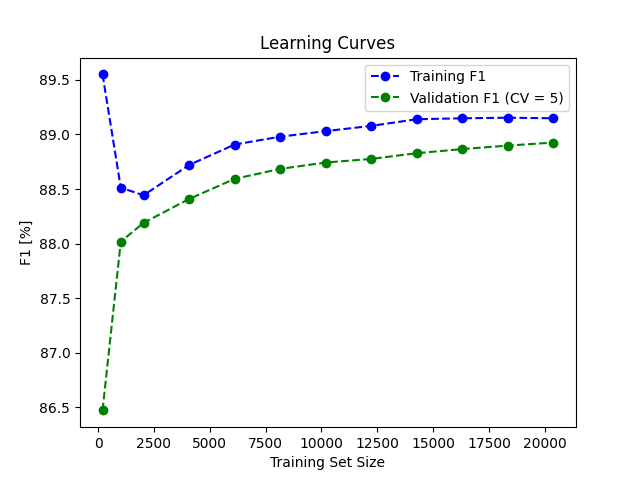 Learning Curves
Training F1
Validation F1 (CV = 5)
F1 [%]
89.5
89.0
88.5
88.0
87.5
87.0
86.5
0 2500 5000 7500 10000 12500 15000 17500 20000
Training Set Size